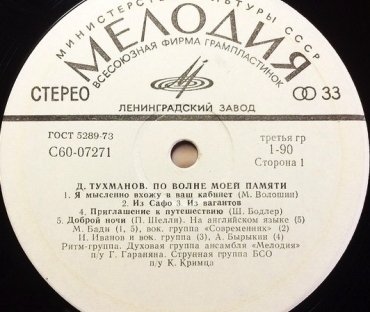 МИНИСТЕРСТВО КУЛЬТУРЫ СССР
МЕЛОДИЯ
ВСЕСОЮЗНАЯ ФИРМА ГРАМПЛАСТИНОК
СТЕРЕО
33
ЛЕНИНГРАДСКИЙ ЗАВОД
ГОСТ 5289-73
третья гр
С60-07271
1-90
Сторона 1
Д. ТУХМАНОВ. ПО ВОЛНЕ МОЕЙ ПАМЯТИ
1. Я мысленно вхожу в ваш кабинет (М. Волошин)
2. Из Сафо 3. Из вагантов
4. Приглашение к путешествию (Ш. Бодлер)
5. Доброй ночи (П. Шелли). На английском языке (5)
М. Бади (1, 5), вок. группа «Современник» (2)
И. Иванов и вок. группа (3), А. Бырыкин (4)
Ритм-группа. Духовая группа ансамбля «Мелодия»
п/у Г. Гараняна. Струнная группа БСО
п/у К. Кримца